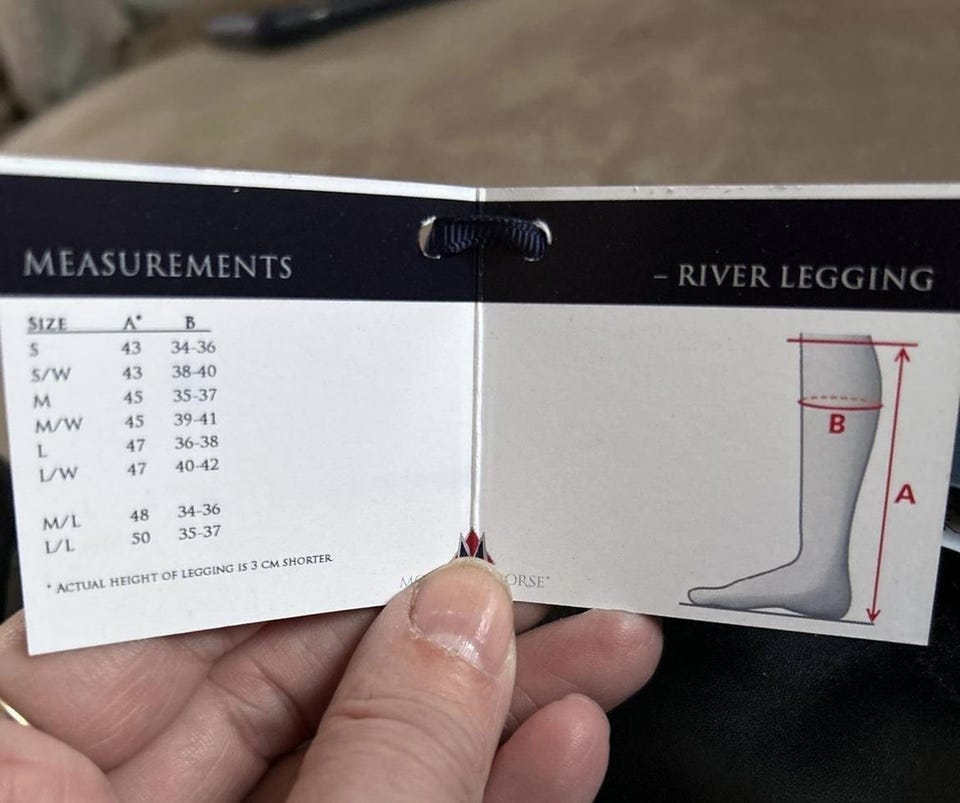 MEASUREMENTS
– RIVER LEGGING
SIZE A* B
S 43 34-36
S/W 43 38-40
M 45 35-37
M/W 45 39-41
L 47 36-38
L/W 47 40-42
M/L 48 34-36
L/L 50 35-37
* ACTUAL HEIGHT OF LEGGING IS 3 CM SHORTER
B
A